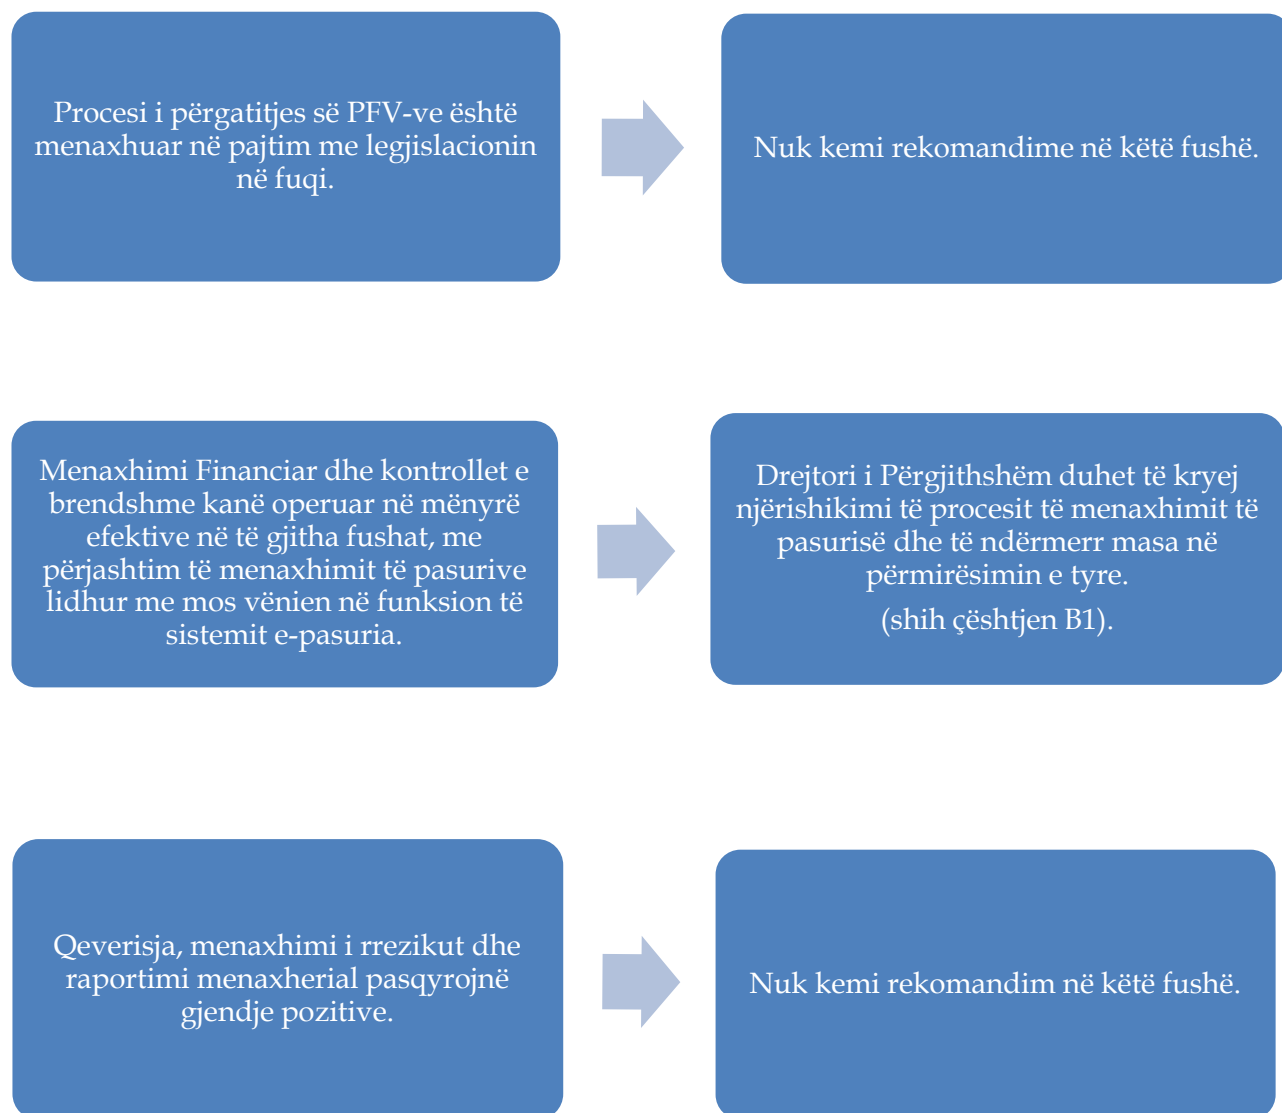 Procesi i përgatitjes së PFV-ve është
menaxhuar në pajtim me legjislacionin
në fuqi.
Nuk kemi rekomandime në këtë fushë.
Menaxhimi Financiar dhe kontrollet e
brendshme kanë operuar në mënyrë
efektive në të gjitha fushat, me
përjashtim të menaxhimit të pasurive
lidhur me mos vënien në funksion të
sistemit e-pasuria.
Drejtori i Përgjithshëm duhet të kryej
njërishikimi të procesit të menaxhimit të
pasurisë dhe të ndërmerr masa në
përmirësimin e tyre.
(shih çështjen B1).
Qeverisja, menaxhimi i rrezikut dhe
raportimi menaxherial pasqyrojnë
gjendje pozitive.
Nuk kemi rekomandim në këtë fushë.